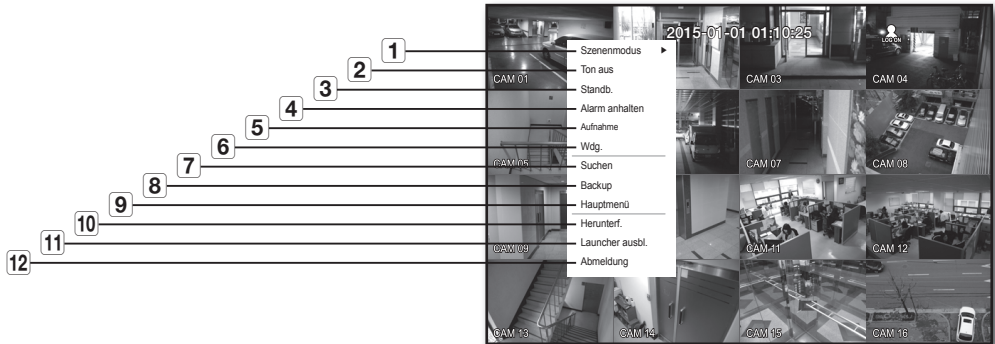 2015-01-01 01:10:25
LOG ON
CAM 01
CAM 03
CAM 04
1 Szenenmodus
2 Ton aus
3 Standb.
4 Alarm anhalten
5 Aufnahme
6 Wdg.
7 Suchen
8 Backup
9 Hauptmenü
10 Herunterf.
11 Launcher ausbl.
12 Abmeldung
CAM 05
CAM 07
CAM 08
CAM 09
CAM 11
CAM 12
CAM 13
CAM 14
CAM 15
CAM 16